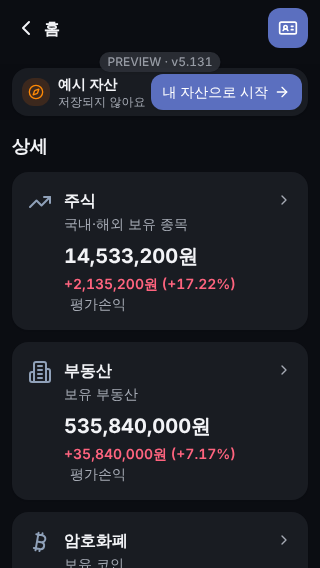 홈
PREVIEW · v5.131
예시 자산
저장되지 않아요
내 자산으로 시작 →
상세
주식
국내·해외 보유 종목
14,533,200원
+2,135,200원 (+17.22%)
평가손익
부동산
보유 부동산
535,840,000원
+35,840,000원 (+7.17%)
평가손익
암호화폐
보유 코인